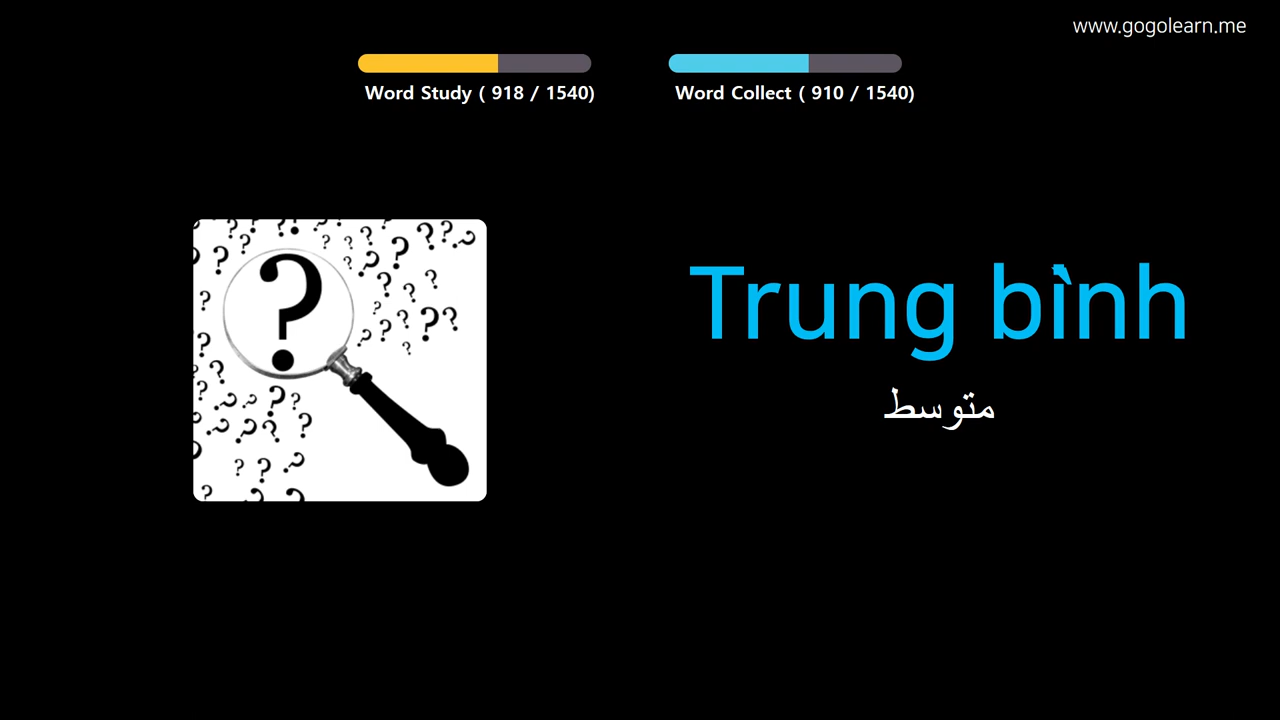 www.gogolearn.me
Word Study ( 918 / 1540)
Word Collect ( 910 / 1540)
Trung bình
متوسط